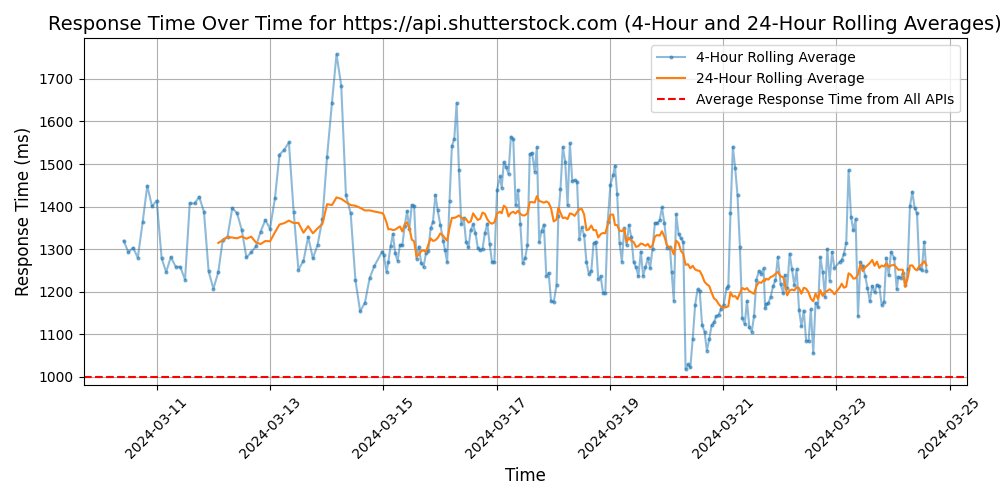 Response Time Over Time for https://api.shutterstock.com (4-Hour and 24-Hour Rolling Averages)
4-Hour Rolling Average
24-Hour Rolling Average
Average Response Time from All APIs
Response Time (ms)
1700
1600
1500
1400
1300
1200
1100
1000
2024-03-11
2024-03-13
2024-03-15
2024-03-17
2024-03-19
2024-03-21
2024-03-23
2024-03-25
Time